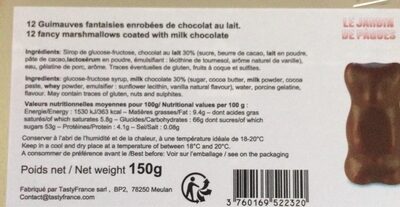 12 Guimauves fantaisies enrobées de chocolat au lait.
12 fancy marshmallows coated with milk chocolate
LE JARDIN
DE PAQUES
Ingrédients: Sirop de glucose-fructose, chocolat au lait 30% (sucre, beurre de cacao, lait en poudre,
pâte de cacao, lactosérum en poudre, émulsifiant : lécithine de tournesol, arôme naturel de vanille),
eau, gélatine de porc, arôme. Traces éventuelles de gluten, fruits à coques et soja.
Ingredients: glucose-fructose syrup, milk chocolate 30% (sugar, cocoa butter, milk powder, cocoa
paste, whey powder, emulsifier : sunflower lecithin, vanilla natural flavour), water, porcine gelatine,
flavour. May contain traces of gluten, nuts and sulphites.
Valeurs nutritionnelles moyennes pour 100g/ Nutritional values per 100 g :
Energie/Energy – 1530 kJ/363 kcal – Matières grasses/Fat : 9.4g – dont acides gras
saturés/of which saturates 5.8g – Glucides/Carbohydrates : 66g dont sucres/of which
sugars 53g – Protéines/Protein : 4.1g – Sel/Salt : 0.08g
Conserver à l'abri de l'humidité et de la chaleur, à une température idéale de 18-20°C
Keep in a cool and dry place at a temperature between 18°C and 20°C.
A consommer de préférence avant le /Best before: Voir sur l'emballage / see on the packaging
Poids net / Net weight 150g
Fabriqué par TastyFrance sarl , BP2, 78250 Meulan
Contact@tastyfrance.com
3 760169 522320